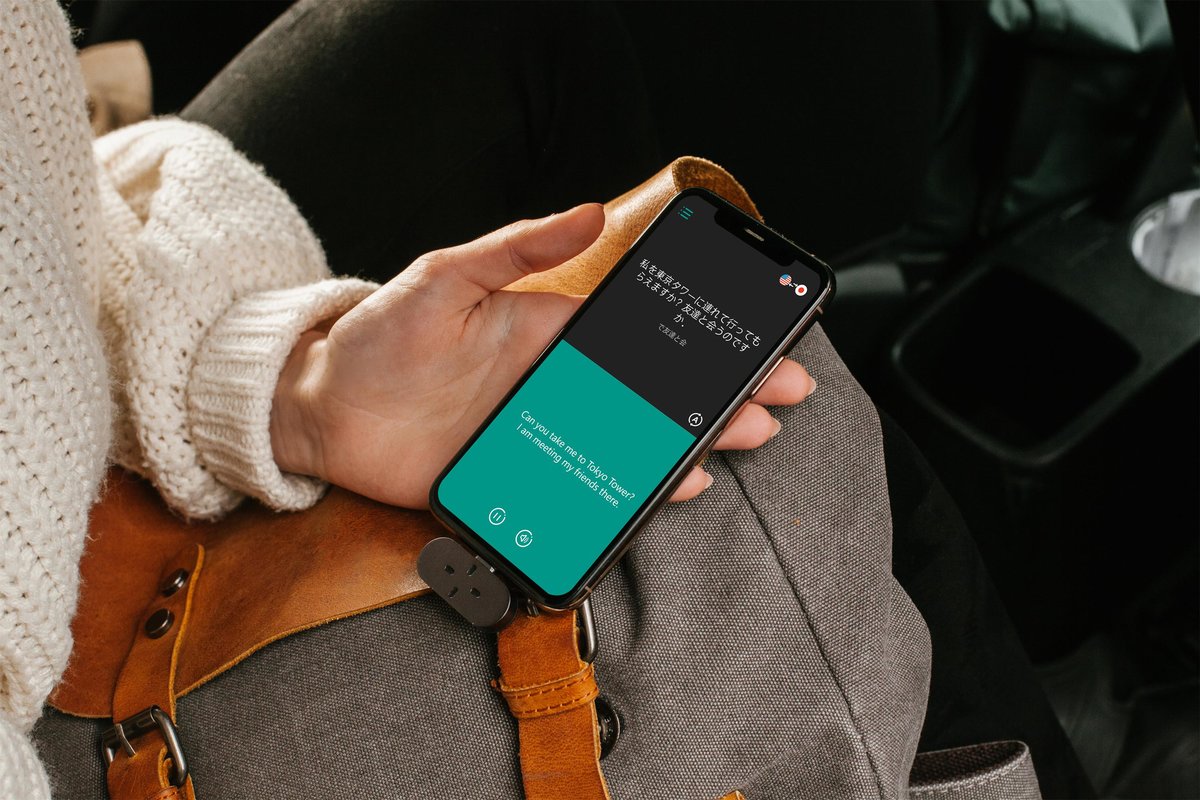 私を東京タワーに連れて行っても
らえますか？友達と会うのです
か
で友達と会
A
Can you take me to Tokyo Tower?
I am meeting my friends there.